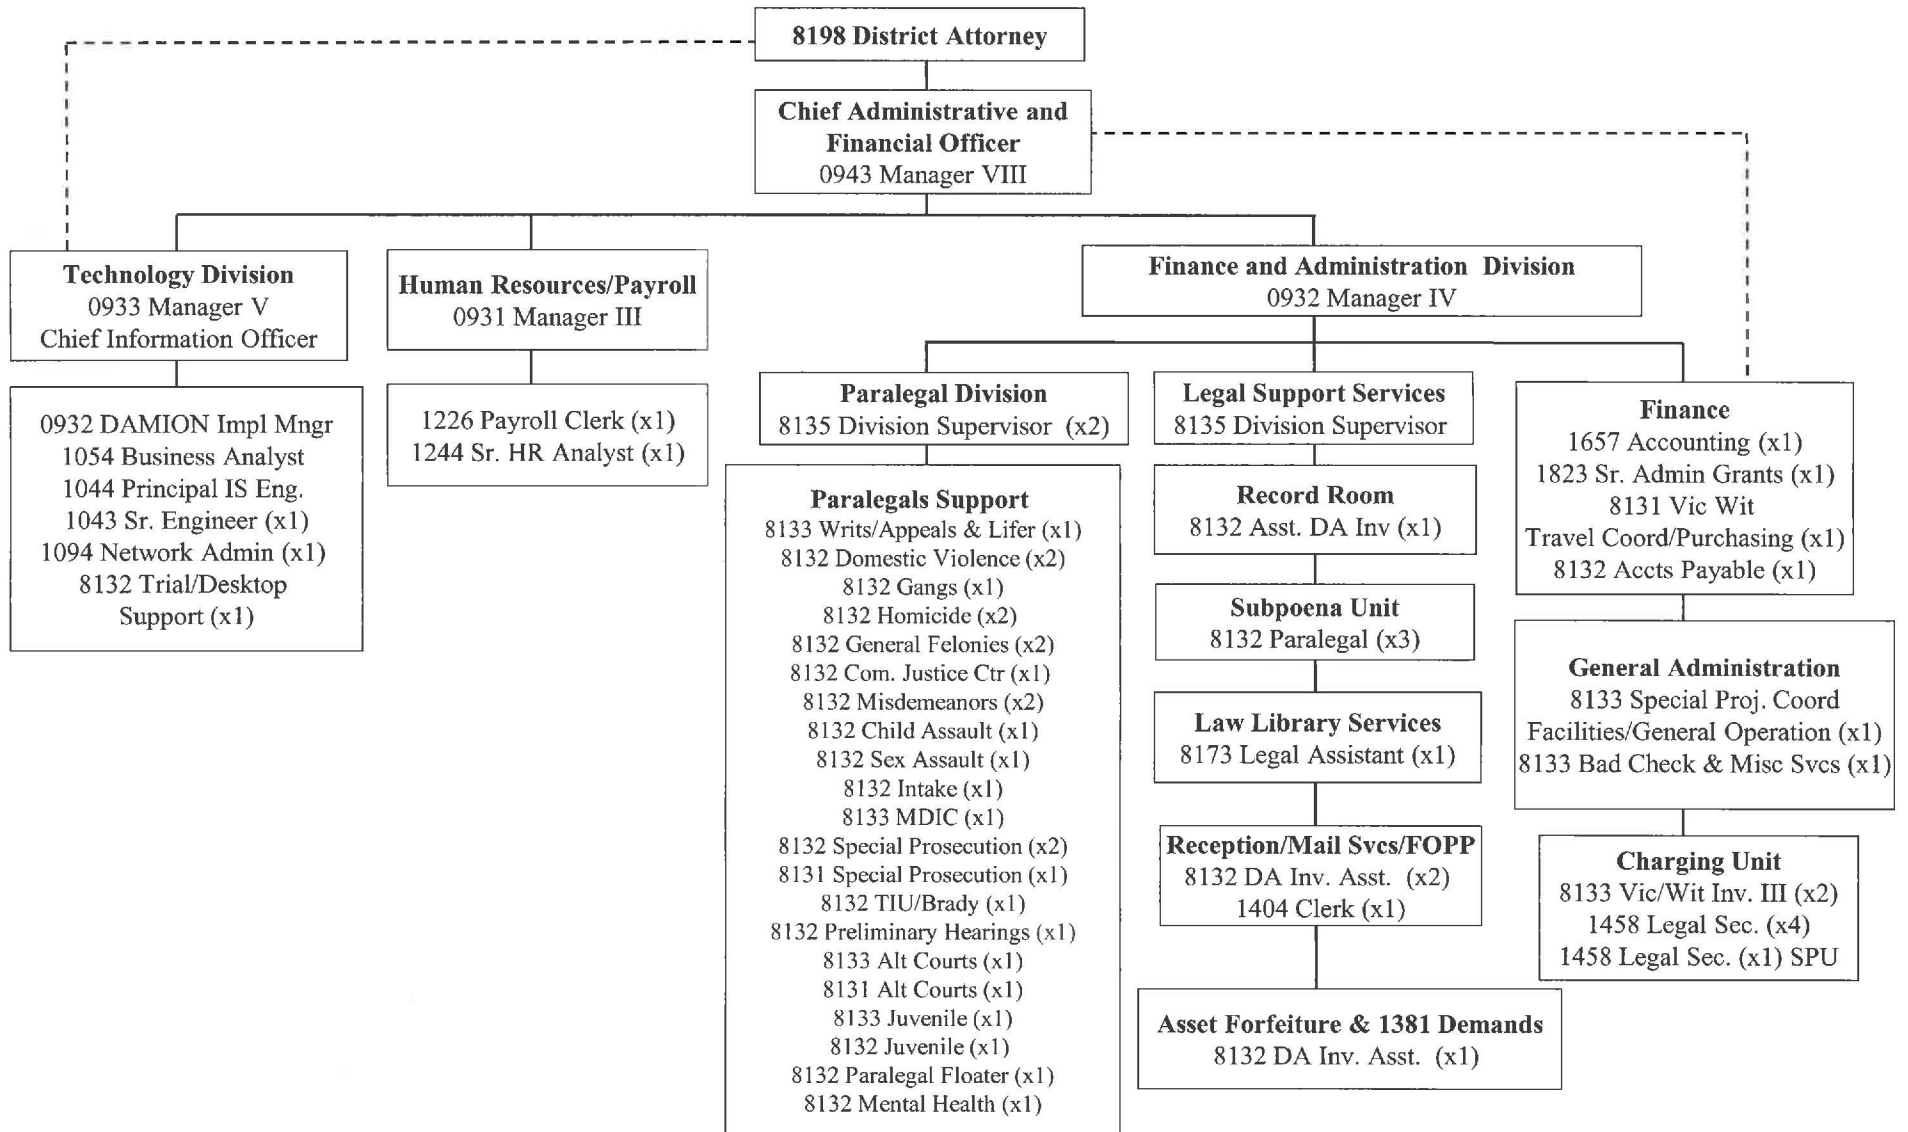 8198 District Attorney
Chief Administrative and
Financial Officer
0943 Manager VIII
Technology Division
0933 Manager V
Chief Information Officer
0932 DAMION Impl Mngr
1054 Business Analyst
1044 Principal IS Eng.
1043 Sr. Engineer (x1)
1094 Network Admin (x1)
8132 Trial/Desktop
Support (x1)
Human Resources/Payroll
0931 Manager III
1226 Payroll Clerk (x1)
1244 Sr. HR Analyst (x1)
Finance and Administration Division
0932 Manager IV
Paralegal Division
8135 Division Supervisor (x2)
Paralegals Support
8133 Writs/Appeals & Lifer (x1)
8132 Domestic Violence (x2)
8132 Gangs (x1)
8132 Homicide (x2)
8132 General Felonies (x2)
8132 Com. Justice Ctr (x1)
8132 Misdemeanors (x2)
8132 Child Assault (x1)
8132 Sex Assault (x1)
8132 Intake (x1)
8133 MDIC (x1)
8132 Special Prosecution (x2)
8131 Special Prosecution (x1)
8132 TIU/Brady (x1)
8132 Preliminary Hearings (x1)
8133 Alt Courts (x1)
8131 Alt Courts (x1)
8133 Juvenile (x1)
8132 Juvenile (x1)
8132 Paralegal Floater (x1)
8132 Mental Health (x1)
Legal Support Services
8135 Division Supervisor
Record Room
8132 Asst. DA Inv (x1)
Subpoena Unit
8132 Paralegal (x3)
Law Library Services
8173 Legal Assistant (x1)
Reception/Mail Svcs/FOPP
8132 DA Inv. Asst. (x2)
1404 Clerk (x1)
Asset Forfeiture & 1381 Demands
8132 DA Inv. Asst. (x1)
Finance
1657 Accounting (x1)
1823 Sr. Admin Grants (x1)
8131 Vic Wit
Travel Coord/Purchasing (x1)
8132 Accts Payable (x1)
General Administration
8133 Special Proj. Coord
Facilities/General Operation (x1)
8133 Bad Check & Misc Svcs (x1)
Charging Unit
8133 Vic/Wit Inv. III (x2)
1458 Legal Sec. (x4)
1458 Legal Sec. (x1) SPU